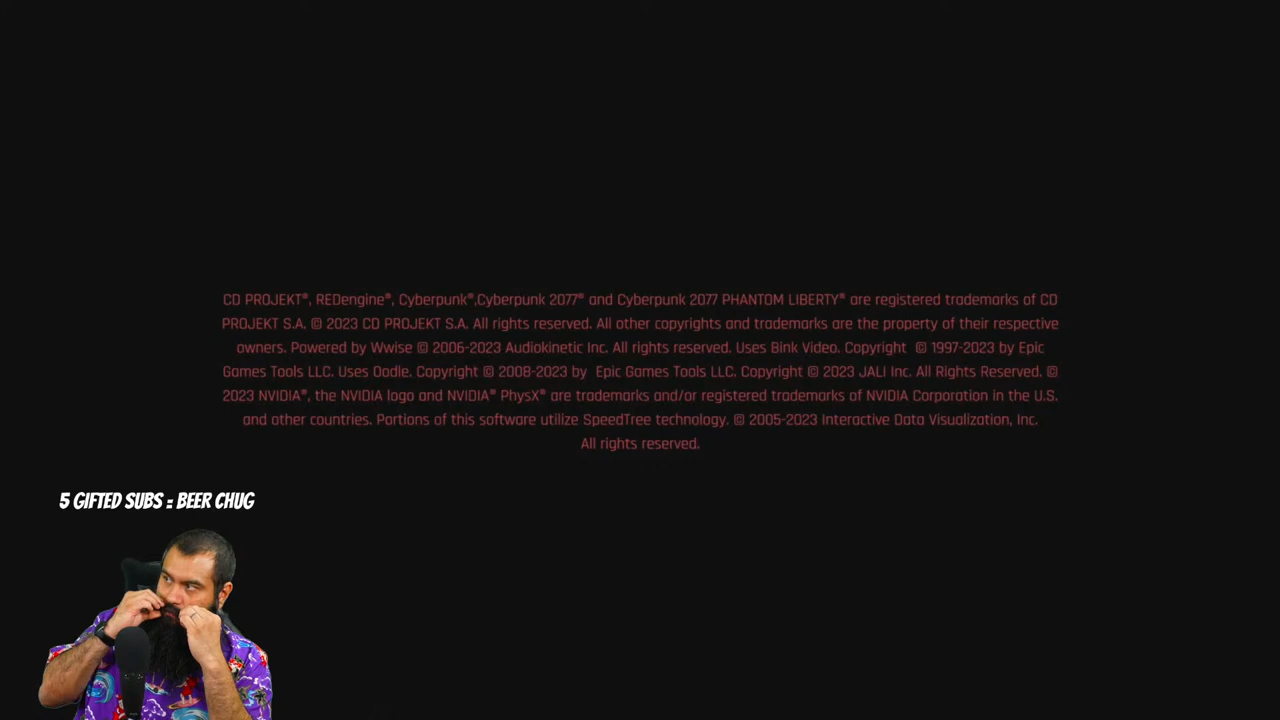 CD PROJEKT®, REDengine®, Cyberpunk®,Cyberpunk 2077® and Cyberpunk 2077 PHANTOM LIBERTY® are registered trademarks of CD
PROJEKT S.A. © 2023 CD PROJEKT S.A. All rights reserved. All other copyrights and trademarks are the property of their respective
owners. Powered by Wwise © 2006-2023 Audiokinetic Inc. All rights reserved. Uses Bink Video. Copyright © 1997-2023 by Epic
Games Tools LLC. Uses Oodle. Copyright © 2008-2023 by Epic Games Tools LLC. Copyright © 2023 JALI Inc. All Rights Reserved. ©
2023 NVIDIA®, the NVIDIA logo and NVIDIA® PhysX® are trademarks and/or registered trademarks of NVIDIA Corporation in the U.S.
and other countries. Portions of this software utilize SpeedTree technology. © 2005-2023 Interactive Data Visualization, Inc.
All rights reserved.
5 GIFTED SUBS = BEER CHUG